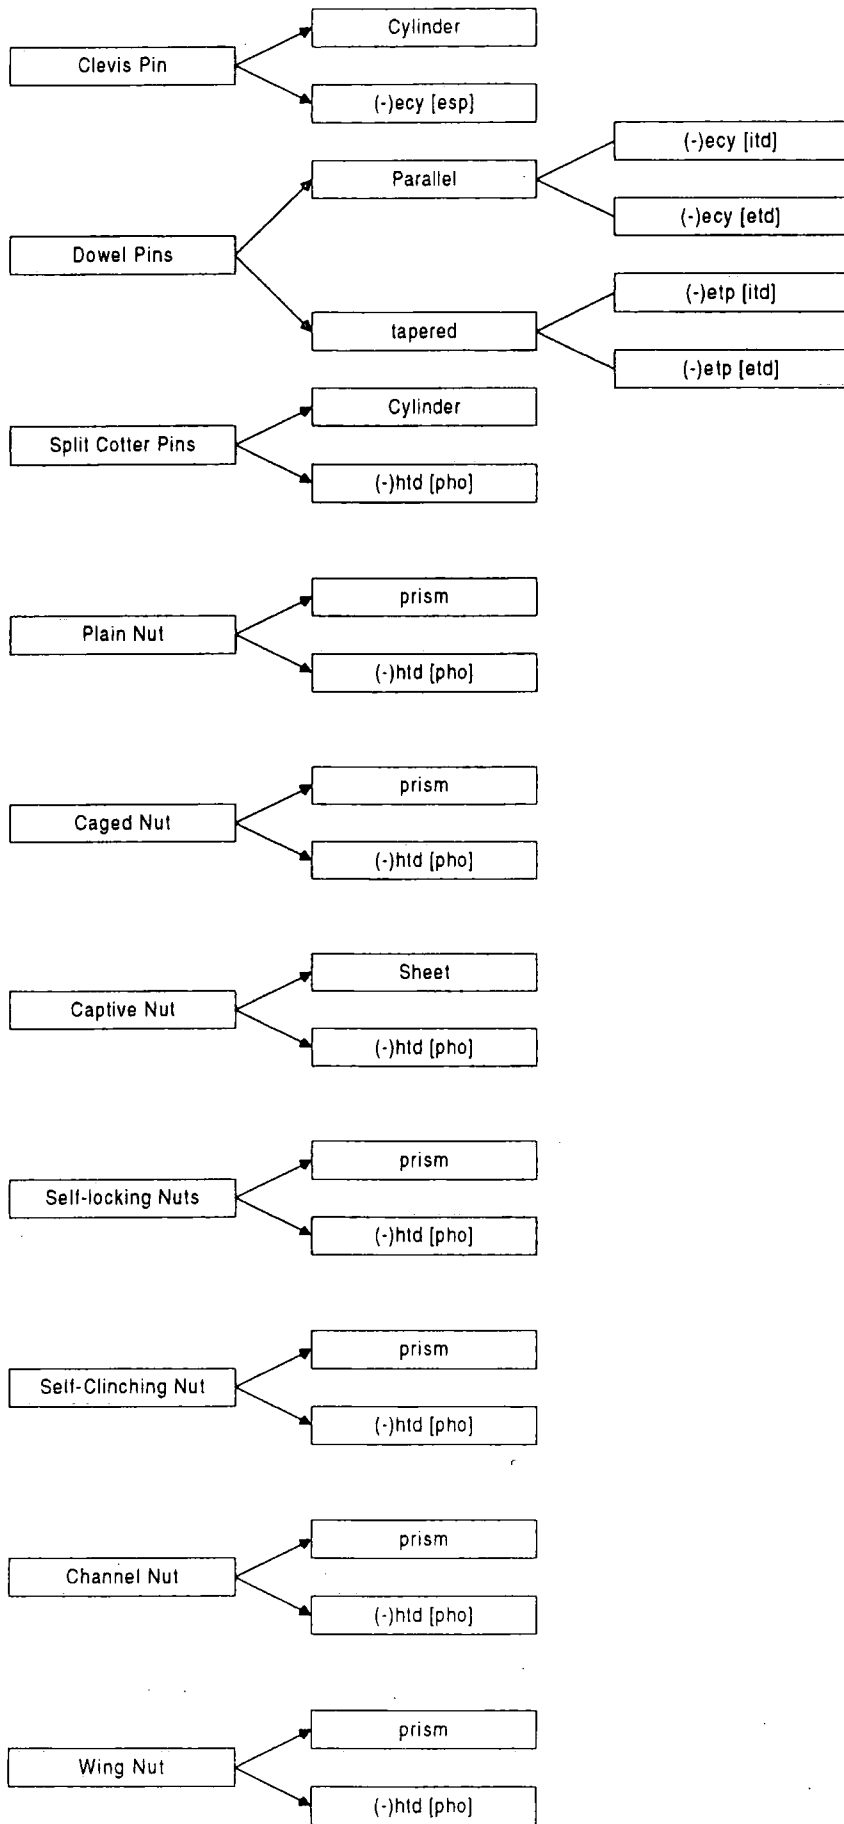 Cylinder
Clevis Pin
(-)ecy [esp]
(-)ecy [itd]
Parallel
(-)ecy [etd]
Dowel Pins
(-)etp [itd]
tapered
(-)etp [etd]
Cylinder
Split Cotter Pins
(-)htd [pho]
prism
Plain Nut
(-)htd [pho]
prism
Caged Nut
(-)htd [pho]
Sheet
Captive Nut
(-)htd [pho]
prism
Self-locking Nuts
(-)htd [pho]
prism
Self-Clinching Nut
(-)htd [pho]
prism
Channel Nut
(-)htd [pho]
prism
Wing Nut
(-)htd [pho]